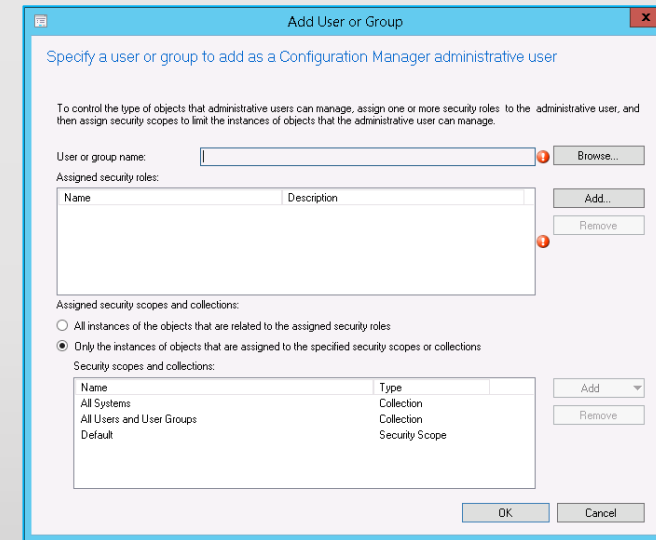 Add User or Group
x
Specify a user or group to add as a Configuration Manager administrative user
To control the type of objects that administrative users can manage, assign one or more security roles to the administrative user, and
then assign security scopes to limit the instances of objects that the administrative user can manage.
User or group name:
Browse...
Assigned security roles:
Name Description
Add...
Remove
Assigned security scopes and collections:
All instances of the objects that are related to the assigned security roles
Only the instances of objects that are assigned to the specified security scopes or collections
Security scopes and collections:
Name Type
Add
All Systems Collection
All Users and User Groups Collection
Remove
Default Security Scope
OK Cancel